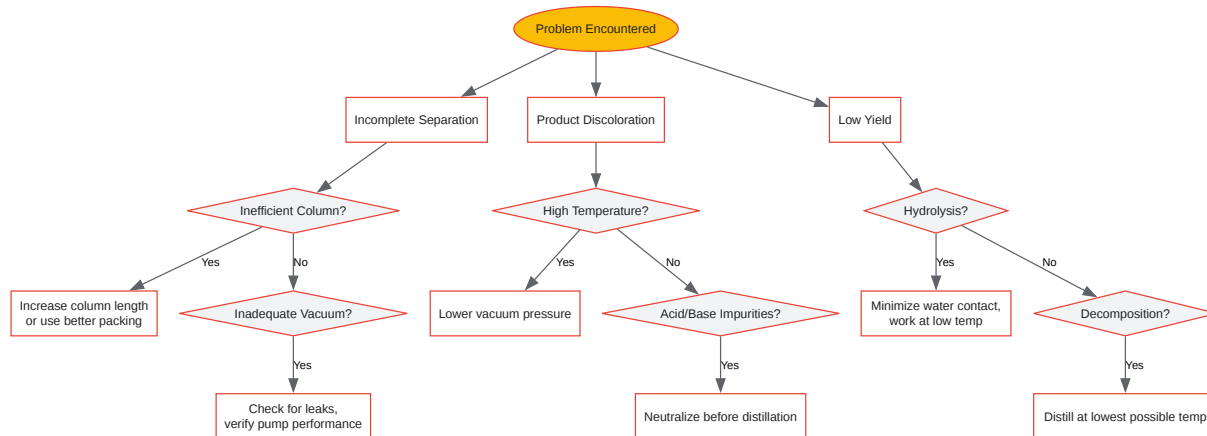 Problem Encountered
Incomplete Separation
Product Discoloration
Low Yield
Inefficient Column?
High Temperature?
Hydrolysis?
Yes
No
Yes
No
Yes
No
Increase column length
or use better packing
Inadequate Vacuum?
Lower vacuum pressure
Acid/Base Impurities?
Minimize water contact,
work at low temp
Decomposition?
Yes
Yes
Yes
Check for leaks,
verify pump performance
Neutralize before distillation
Distill at lowest possible temp